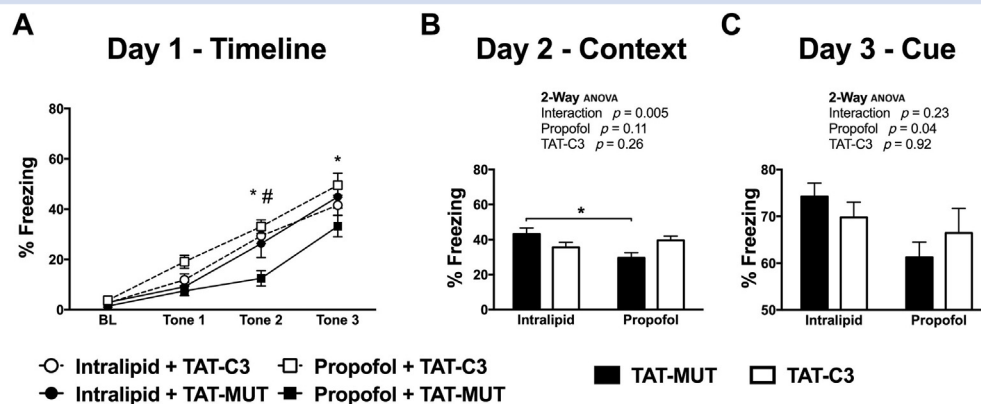 A
Day 1 - Timeline
% Freezing
80
60
40
20
0
BL Tone 1 Tone 2 Tone 3
* #
*
Intralipid + TAT-C3 Propofol + TAT-C3
Intralipid + TAT-MUT Propofol + TAT-MUT
B
Day 2 - Context
2-Way ANOVA
Interaction p = 0.005
Propofol p = 0.11
TAT-C3 p = 0.26
% Freezing
80
60
40
20
0
*
Intralipid Propofol
C
Day 3 - Cue
2-Way ANOVA
Interaction p = 0.23
Propofol p = 0.04
TAT-C3 p = 0.92
% Freezing
80
70
60
50
Intralipid Propofol
TAT-MUT TAT-C3